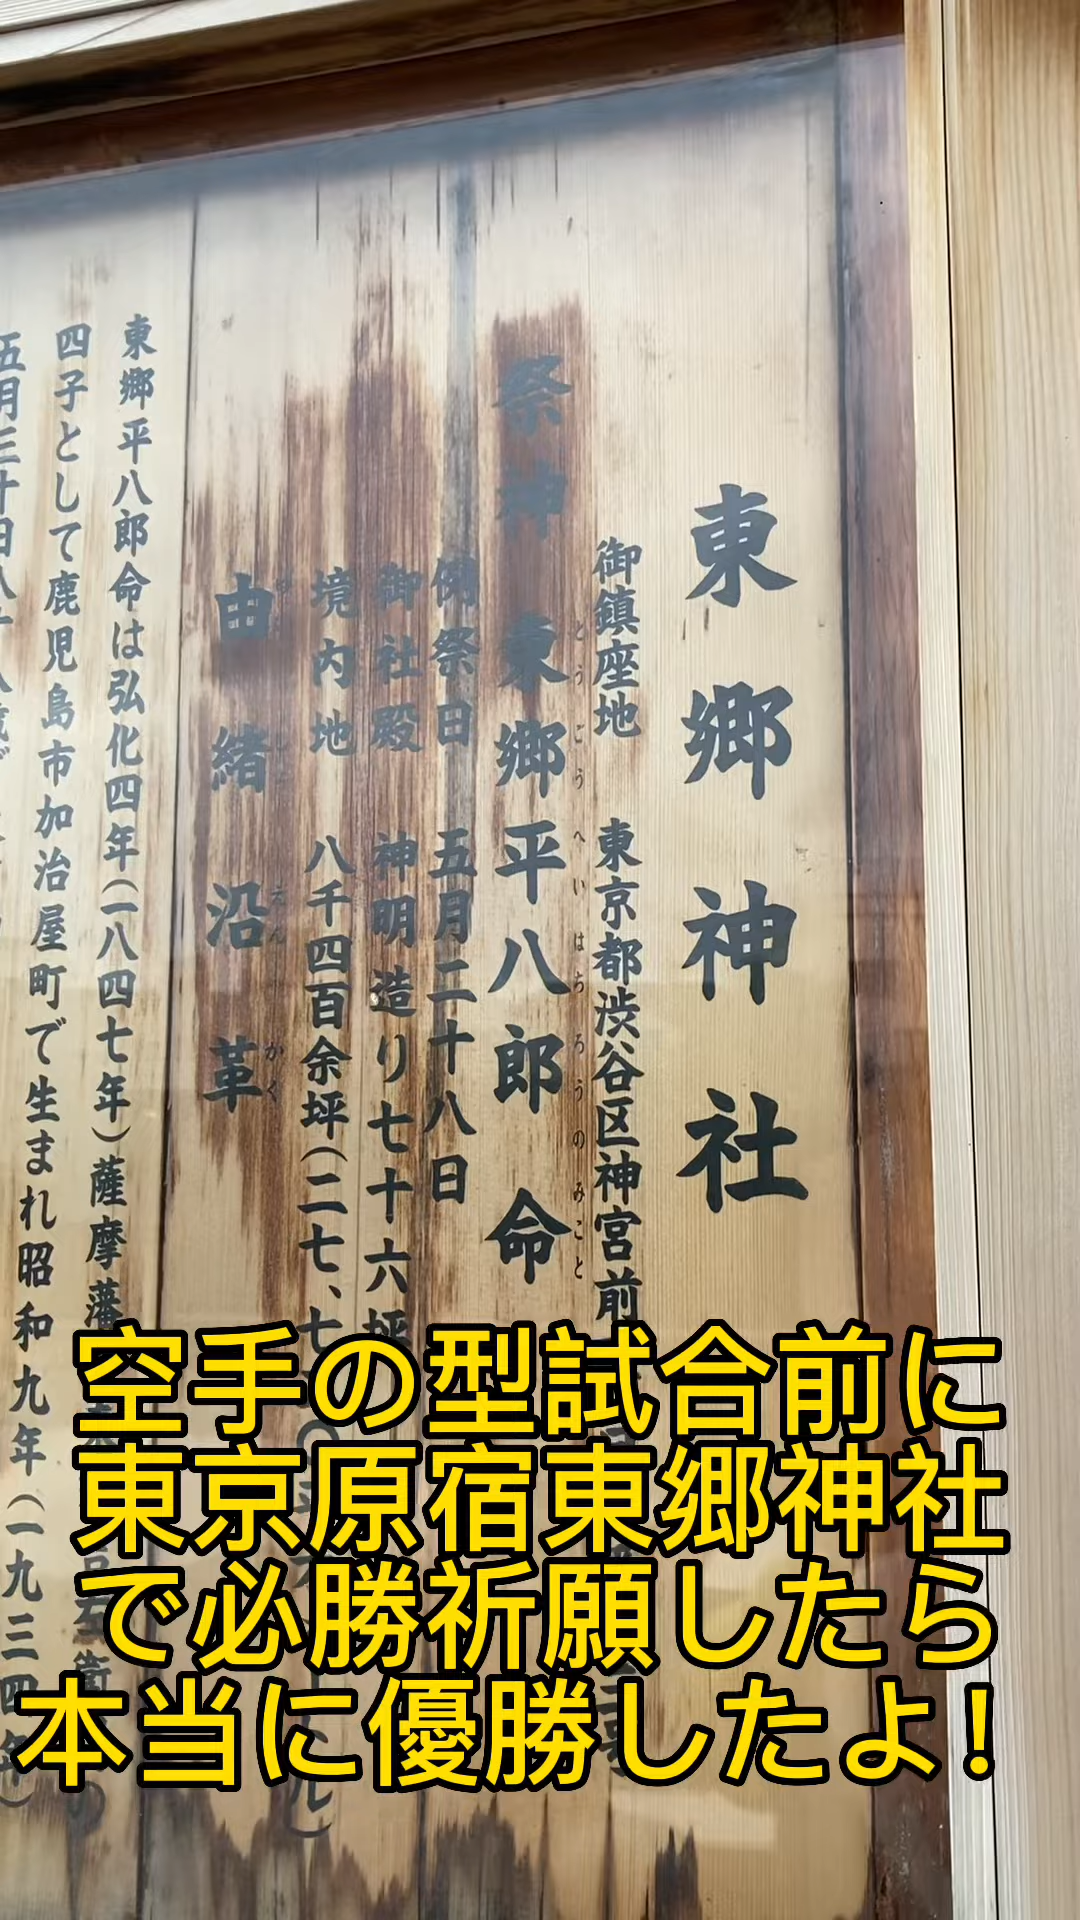 東郷神社
御鎮座地 東京都渋谷区神宮前
祭神 東郷平八郎命
とうごうへいはちろうのみこと
例祭日 五月二十八日
御社殿 神明造り七十六坪
境内地 八千四百余坪(二七、七
由緒沿革
東郷平八郎命は弘化四年(一八四七年)薩摩藩
四子として鹿児島市加治屋町で生まれ昭和九年(一九三四年)
五月三十日八十八歳
空手の型試合前に
東京原宿東郷神社
で必勝祈願したら
本当に優勝したよ!